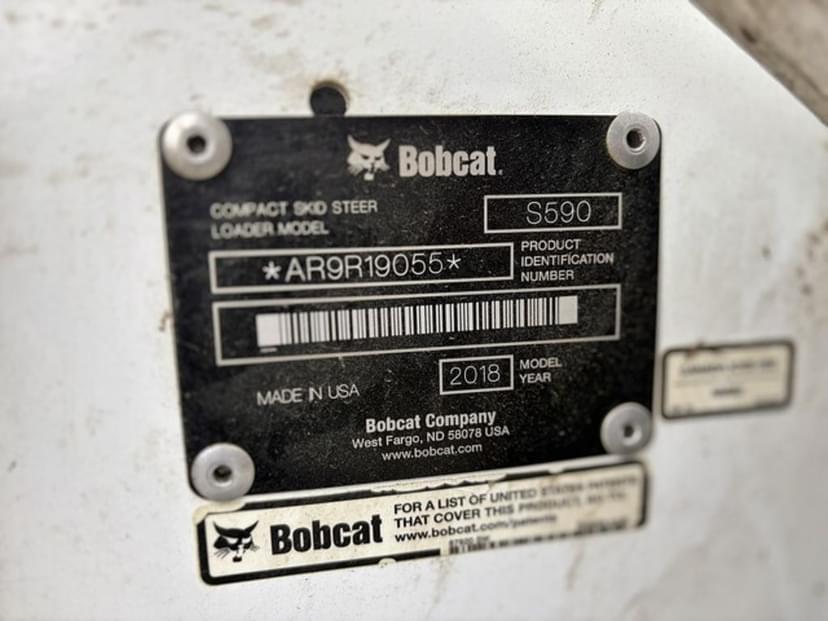 Bobcat
COMPACT SKID STEER
LOADER MODEL
S590
*AR9R19055*
PRODUCT
IDENTIFICATION
NUMBER
2018
MODEL
YEAR
MADE IN USA
Bobcat Company
West Fargo, ND 58078 USA
www.bobcat.com
Bobcat
FOR A LIST OF UNITED STATES PATENTS
THAT COVER THIS PRODUCT,
www.bobcat.com/patents